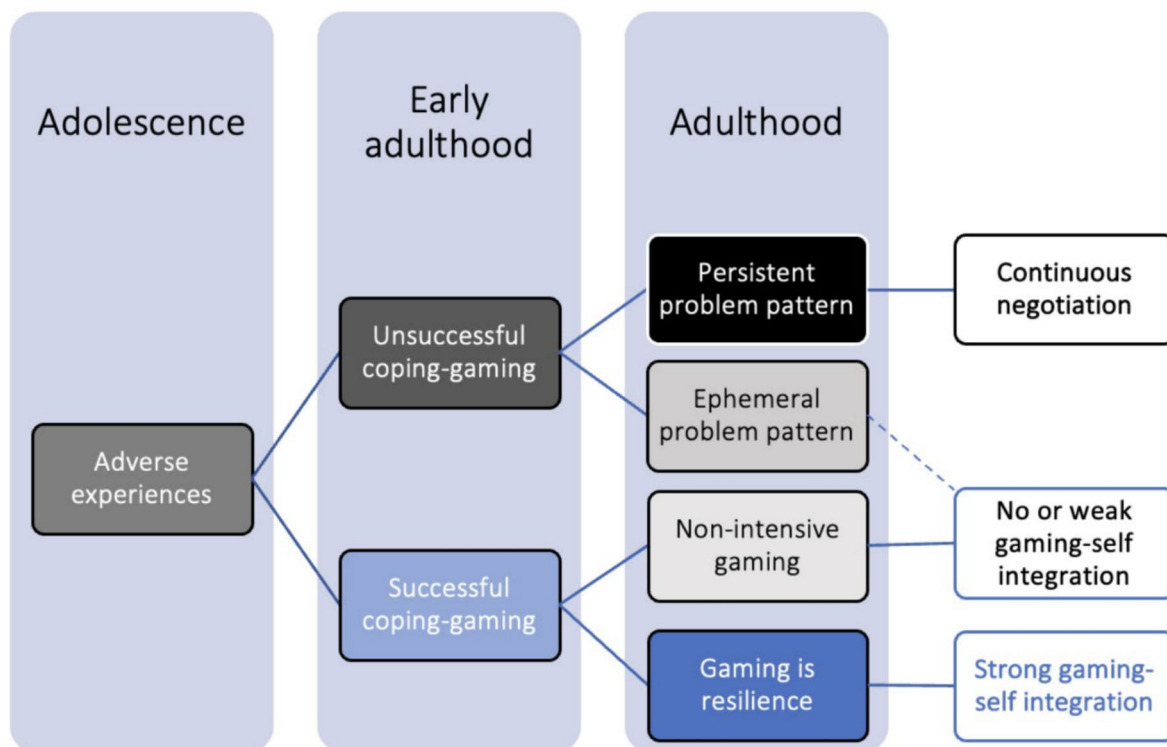 Adolescence
Early
adulthood
Adulthood
Adverse
experiences
Unsuccessful
coping-gaming
Successful
coping-gaming
Persistent
problem pattern
Ephemeral
problem pattern
Non-intensive
gaming
Gaming is
resilience
Continuous
negotiation
No or weak
gaming-self
integration
Strong gaming-
self integration